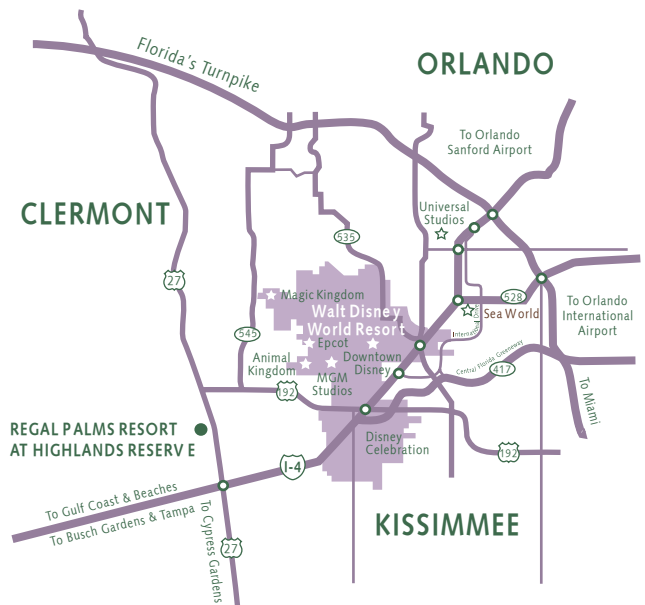 Florida's Turnpike
ORLANDO
To Orlando
Sanford Airport
CLERMONT
Universal
Studios
535
27
Magic Kingdom
528
Sea World
To Orlando
International
Airport
Walt Disney
World Resort
545
Epcot
Internationa
Drive
Animal
Kingdom
Downtown
Disney
Central Florida Greeneway
417
MGM
Studios
192
To Miami
REGAL PALMS RESORT
AT HIGHLANDS RESERVE
Disney
Celebration
192
I-4
To Gulf Coast & Beaches
To Busch Gardens & Tampa
To Cypress Gardens
KISSIMMEE
27